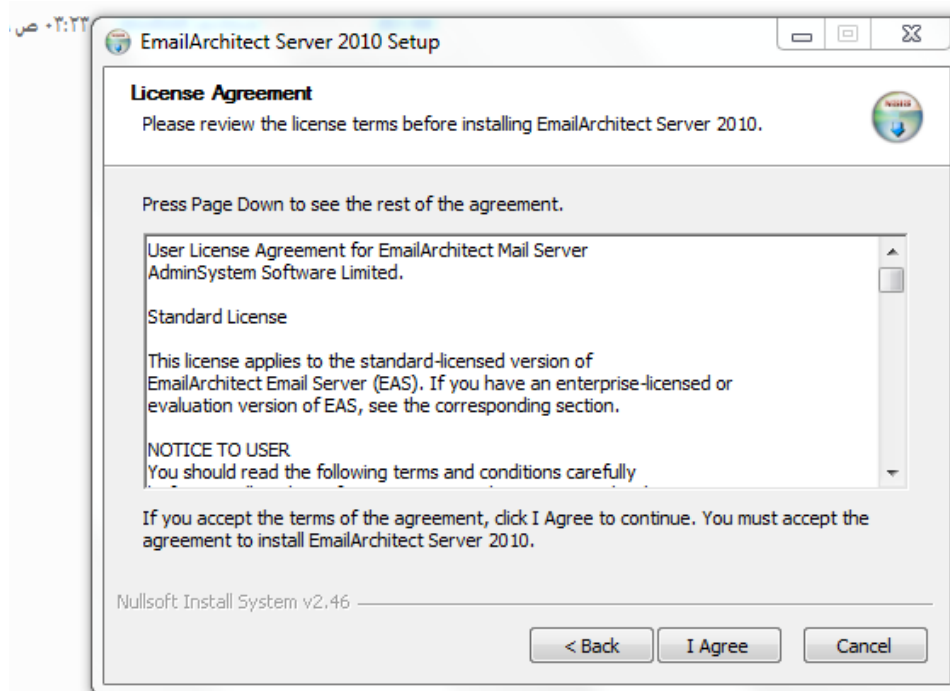 ٠٣:٢٣ ص
EmailArchitect Server 2010 Setup
License Agreement
Please review the license terms before installing EmailArchitect Server 2010.
Press Page Down to see the rest of the agreement.
User License Agreement for EmailArchitect Mail Server
AdminSystem Software Limited.
Standard License
This license applies to the standard-licensed version of
EmailArchitect Email Server (EAS). If you have an enterprise-licensed or
evaluation version of EAS, see the corresponding section.
NOTICE TO USER
You should read the following terms and conditions carefully
If you accept the terms of the agreement, click I Agree to continue. You must accept the
agreement to install EmailArchitect Server 2010.
Nullsoft Install System v2.46
< Back I Agree Cancel